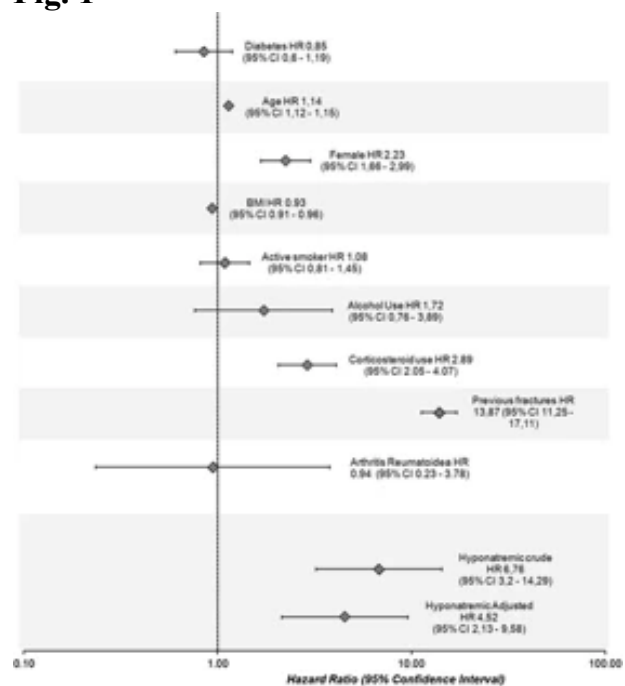 Fig. 1
Diabetes HR 0,85
(95% CI 0,6 - 1,19)
Age HR 1,14
(95% CI 1,12 - 1,15)
Female HR 2,23
(95% CI 1,66 - 2,99)
BMI HR 0.93
(95% CI 0.91 - 0.96)
Active smoker HR 1,08
(95% CI 0,81 - 1,45)
Alcohol Use HR 1,72
(95% CI 0,76 - 3,89)
Corticosteroid use HR 2.89
(95% CI 2.05 - 4.07)
Previous fractures HR
13,87 (95% CI 11,25 -
17,11)
Arthritis Reumatoidea HR
0.94 (95% CI 0.23 - 3.78)
Hyponatremic crude
HR 6,76
(95% CI 3,2 - 14,29)
Hyponatremic Adjusted
HR 4,52
(95% CI 2,13 - 9,58)
0.10 1.00 10.00 100.00
Hazard Ratio (95% Confidence Interval)